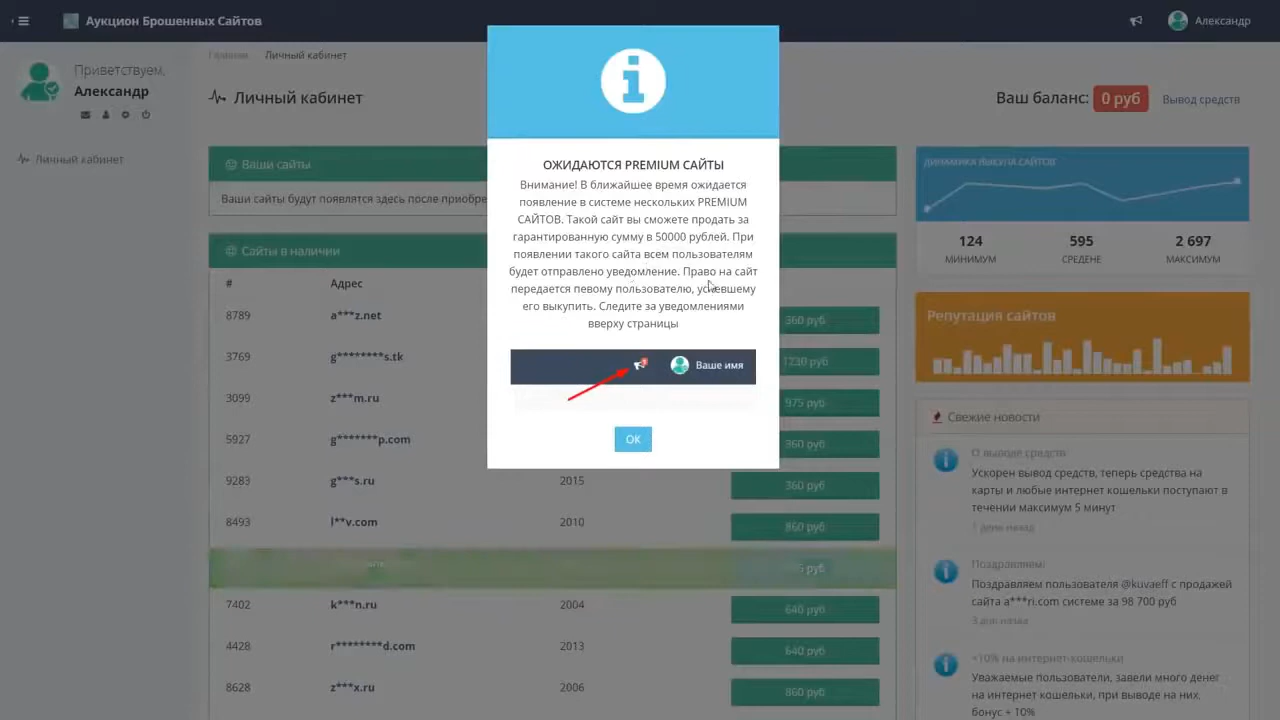 Аукцион Брошенных Сайтов
Александр
Приветствуем,
Александр
Личный кабинет
Главная
Личный кабинет
Личный кабинет
Ваш баланс: 0 руб Вывод средств
Ваши сайты
Ваши сайты будут появлятся здесь после приобре
Сайты в наличии
# Адрес
8789 a***z.net 360 руб
3769 g********s.tk 1230 руб
3099 z***m.ru 975 руб
5927 g*******p.com 360 руб
9283 g***s.ru 2015 360 руб
8493 l**v.com 2010 860 руб
5 руб
7402 k***n.ru 2004 640 руб
4428 r********d.com 2013 640 руб
8628 z***x.ru 2006 860 руб
ОЖИДАЮТСЯ PREMIUM САЙТЫ
Внимание! В ближайшее время ожидается
появление в системе нескольких PREMIUM
САЙТОВ. Такой сайт вы сможете продать за
гарантированную сумму в 50000 рублей. При
появлении такого сайта всем пользователям
будет отправлено уведомление. Право на сайт
передается певому пользователю, успевшему
его выкупить. Следите за уведомлениями
вверху страницы
Ваше имя
ОК
ДИНАМИКА ВЫКУПА САЙТОВ
124 595 2 697
МИНИМУМ СРЕДЕНЕ МАКСИМУМ
Репутация сайтов
Свежие новости
О выводе средств
Ускорен вывод средств, теперь средства на
карты и любые интернет кошельки поступают в
течении максимум 5 минут
1 день назад
Поздравляем!
Поздравляем пользователя @kuvaeff с продажей
сайта a***ri.com системе за 98 700 руб
3 дня назад
+10% на интернет-кошельки
Уважаемые пользователи, завели много денег
на интернет кошельки, при выводе на них,
бонус + 10%